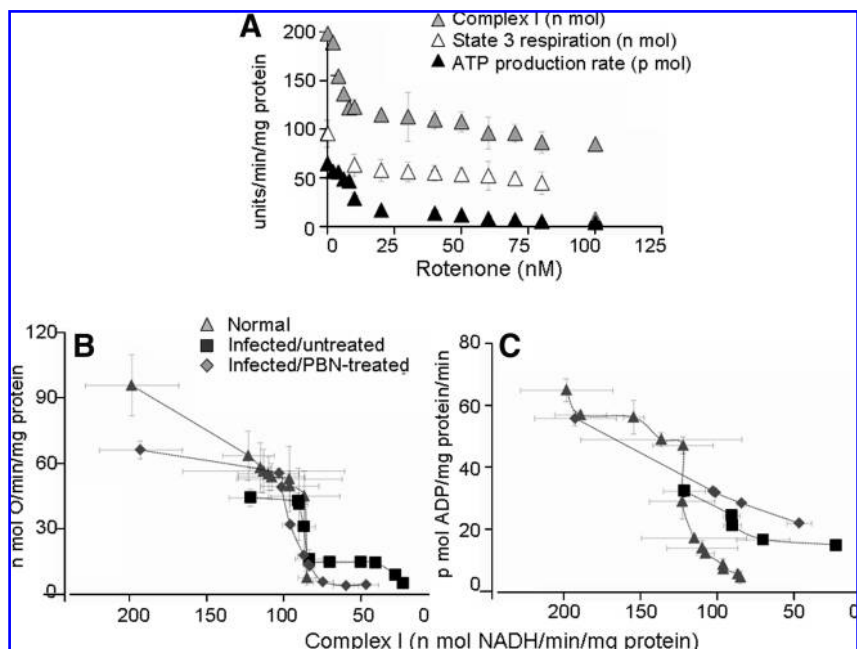 A
Complex I (n mol)
State 3 respiration (n mol)
ATP production rate (p mol)
units/min/mg protein
200
150
100
50
0
0 25 50 75 100 125
Rotenone (nM)
B
Normal
Infected/untreated
Infected/PBN-treated
n mol O/min/mg protein
120
90
60
30
0
200 150 100 50 0
C
p mol ADP/mg protein/min
80
60
40
20
0
200 150 100 50 0
Complex I (n mol NADH/min/mg protein)